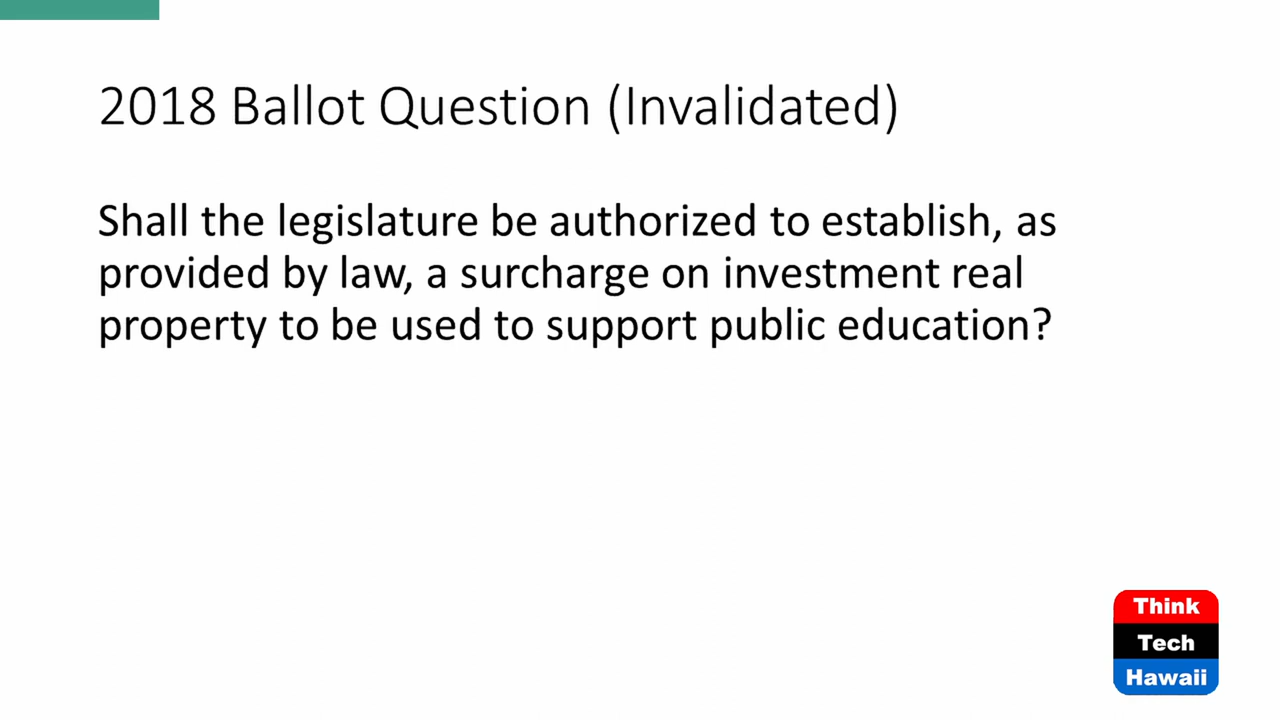 2018 Ballot Question (Invalidated)
Shall the legislature be authorized to establish, as
provided by law, a surcharge on investment real
property to be used to support public education?
Think
Tech
Hawaii